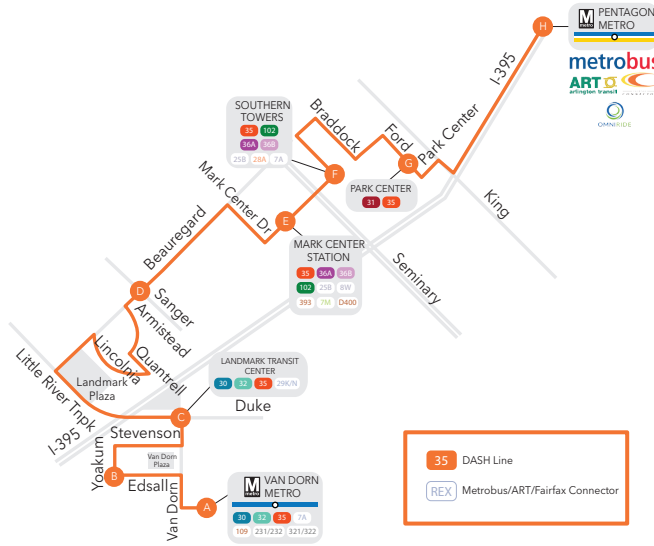 H
M
PENTAGON
METRO
metrobus
ART
arlington transit
OMNIRIDE
I-395
SOUTHERN
TOWERS
35 102
36A 36B
25B 28A 7A
Braddock
Ford
Park Center
F
G
PARK CENTER
31 35
King
Mark Center Dr
E
MARK CENTER
STATION
35 36A 36B
102 25B 8W
393 7M D400
Seminary
Beauregard
D
Sanger
Armistead
Lincolnia
Quantrell
Little River Tnpk
Landmark
Plaza
LANDMARK TRANSIT
CENTER
30 32 35 29K/N
C
Duke
I-395
Stevenson
Yoakum
Van Dorn
Plaza
B
Edsall
Van Dorn
A
M
VAN DORN
METRO
30 32 35 7A
109 231/232 321/322
35 DASH Line
REX Metrobus/ART/Fairfax Connector